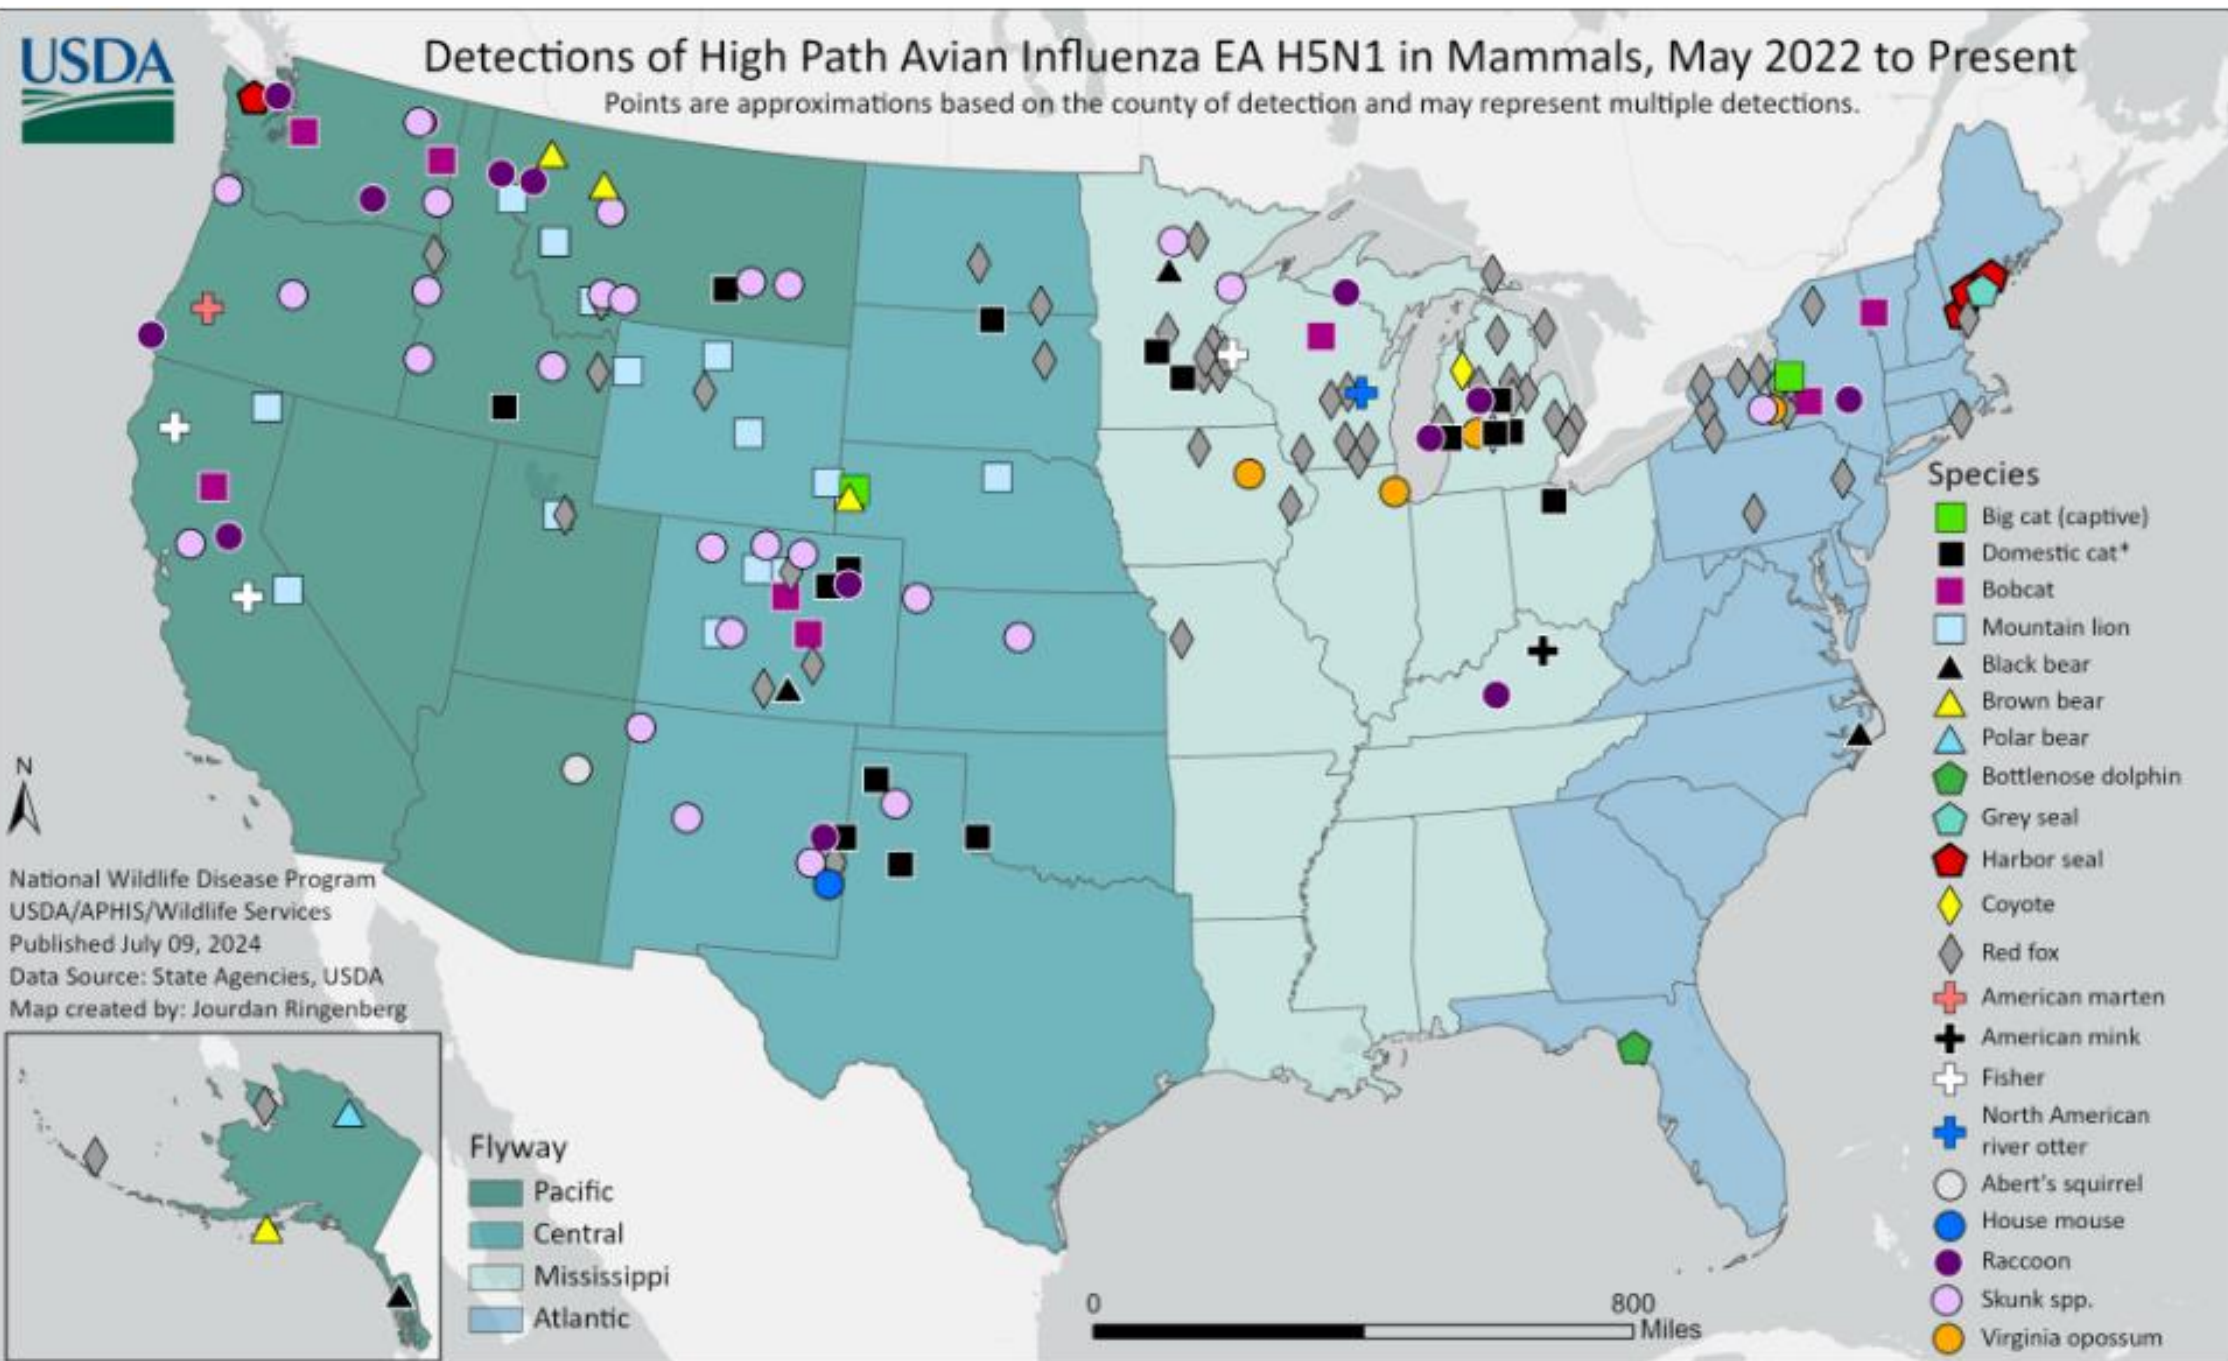 USDA
Detections of High Path Avian Influenza EA H5N1 in Mammals, May 2022 to Present
Points are approximations based on the county of detection and may represent multiple detections.
Species
Big cat (captive)
Domestic cat*
Bobcat
Mountain lion
Black bear
Brown bear
Polar bear
Bottlenose dolphin
Grey seal
Harbor seal
Coyote
Red fox
American marten
American mink
Fisher
North American
river otter
Abert's squirrel
House mouse
Raccoon
Skunk spp.
Virginia opossum
N
National Wildlife Disease Program
USDA/APHIS/Wildlife Services
Published July 09, 2024
Data Source: State Agencies, USDA
Map created by: Jourdan Ringenberg
Flyway
Pacific
Central
Mississippi
Atlantic
0 800
Miles